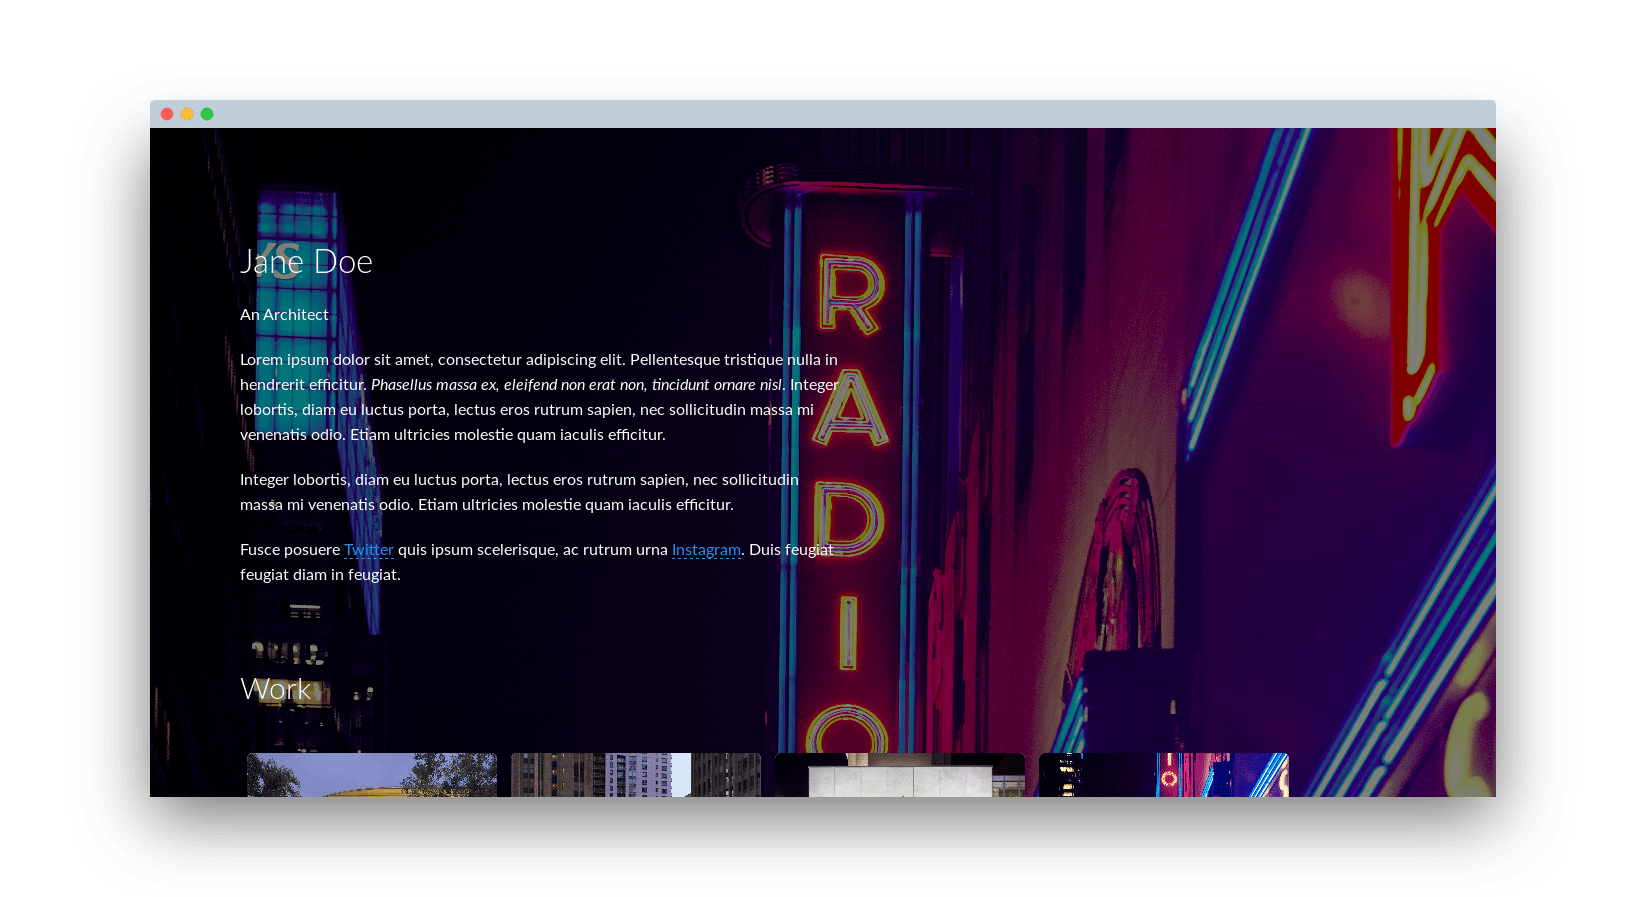 Jane Doe
An Architect
Lorem ipsum dolor sit amet, consectetur adipiscing elit. Pellentesque tristique nulla in
hendrerit efficitur. Phasellus massa ex, eleifend non erat non, tincidunt ornare nisl. Integer
lobortis, diam eu luctus porta, lectus eros rutrum sapien, nec sollicitudin massa mi
venenatis odio. Etiam ultricies molestie quam iaculis efficitur.
Integer lobortis, diam eu luctus porta, lectus eros rutrum sapien, nec sollicitudin
massa mi venenatis odio. Etiam ultricies molestie quam iaculis efficitur.
Fusce posuere Twitter quis ipsum scelerisque, ac rutrum urna Instagram. Duis feugiat
feugiat diam in feugiat.
Work
RADIO